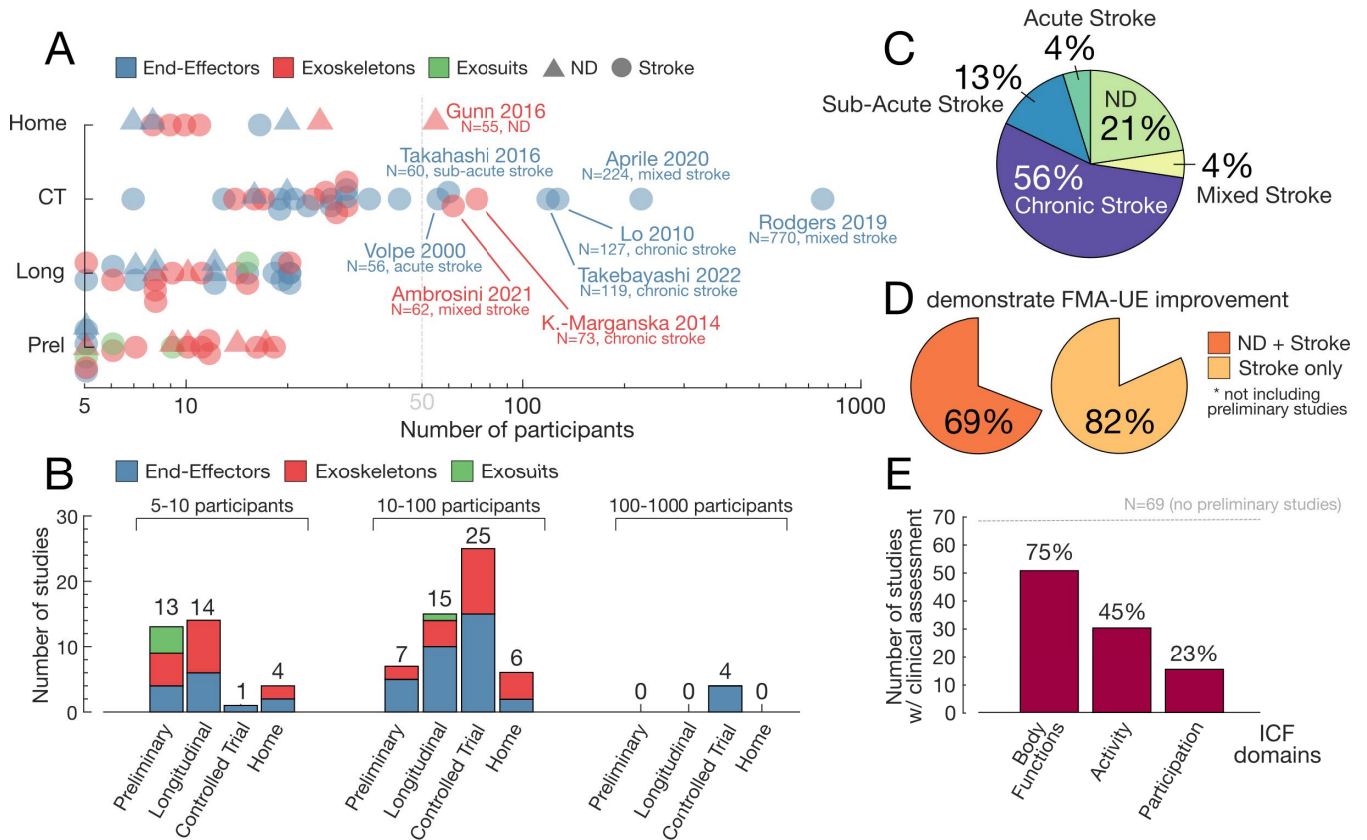 A
End-Effectors Exoskeletons Exosuits ND Stroke
Home
CT
Long
Prel
Gunn 2016
N=55, ND
Takahashi 2016
N=60, sub-acute stroke
Aprile 2020
N=224, mixed stroke
Rodgers 2019
N=770, mixed stroke
Volpe 2000
N=56, acute stroke
Lo 2010
N=127, chronic stroke
Takebayashi 2022
N=119, chronic stroke
Ambrosini 2021
N=62, mixed stroke
K.-Marganska 2014
N=73, chronic stroke
5 10 50 100 1000
Number of participants
B
End-Effectors Exoskeletons Exosuits
5-10 participants 10-100 participants 100-1000 participants
Number of studies
30
20
10
0
13 14 1 4
7 15 25 6
0 0 4 0
Preliminary Longitudinal Controlled Trial Home
Preliminary Longitudinal Controlled Trial Home
Preliminary Longitudinal Controlled Trial Home
C
Acute Stroke
4%
13%
Sub-Acute Stroke
ND
21%
4%
Mixed Stroke
56%
Chronic Stroke
D
demonstrate FMA-UE improvement
69%
82%
ND + Stroke
Stroke only
* not including
preliminary studies
E
N=69 (no preliminary studies)
Number of studies
w/ clinical assessment
70
60
50
40
30
20
10
0
75%
45%
23%
Body
Functions
Activity
Participation
ICF
domains